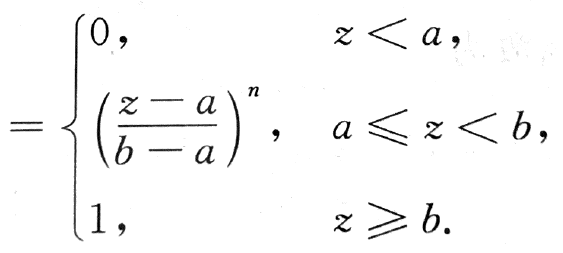 = { 0, z < a,
( (z − a) / (b − a) )ⁿ, a ⩽ z < b,
1, z ⩾ b.